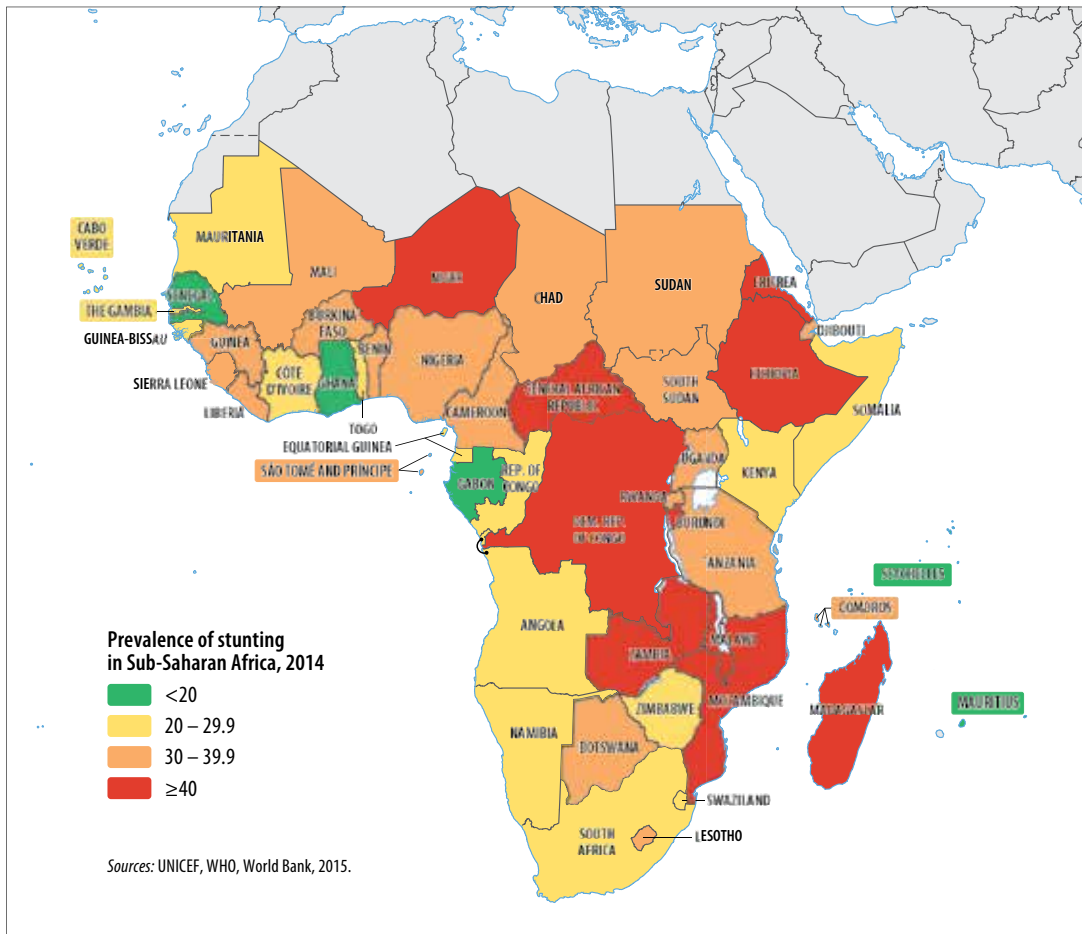 CABO
VERDE
MAURITANIA
MALI
NIGER
CHAD
SUDAN
ERITREA
SENEGAL
THE GAMBIA
GUINEA-BISSAU
GUINEA
BURKINA
FASO
BENIN
NIGERIA
DJIBOUTI
SIERRA LEONE
CÔTE
D'IVOIRE
GHANA
CENTRAL AFRICAN
REPUBLIC
SOUTH
SUDAN
ETHIOPIA
LIBERIA
CAMEROON
SOMALIA
TOGO
EQUATORIAL GUINEA
SÃO TOMÉ AND PRÍNCIPE
GABON
REP. OF
CONGO
UGANDA
KENYA
RWANDA
BURUNDI
DEM. REP.
OF CONGO
ANZANIA
SEYCHELLES
COMOROS
ANGOLA
MALAWI
ZAMBIA
MOZAMBIQUE
MADAGASCAR
MAURITIUS
ZIMBABWE
NAMIBIA
BOTSWANA
SWAZILAND
SOUTH
AFRICA
LESOTHO
Prevalence of stunting
in Sub-Saharan Africa, 2014
<20
20 – 29.9
30 – 39.9
≥40
Sources: UNICEF, WHO, World Bank, 2015.